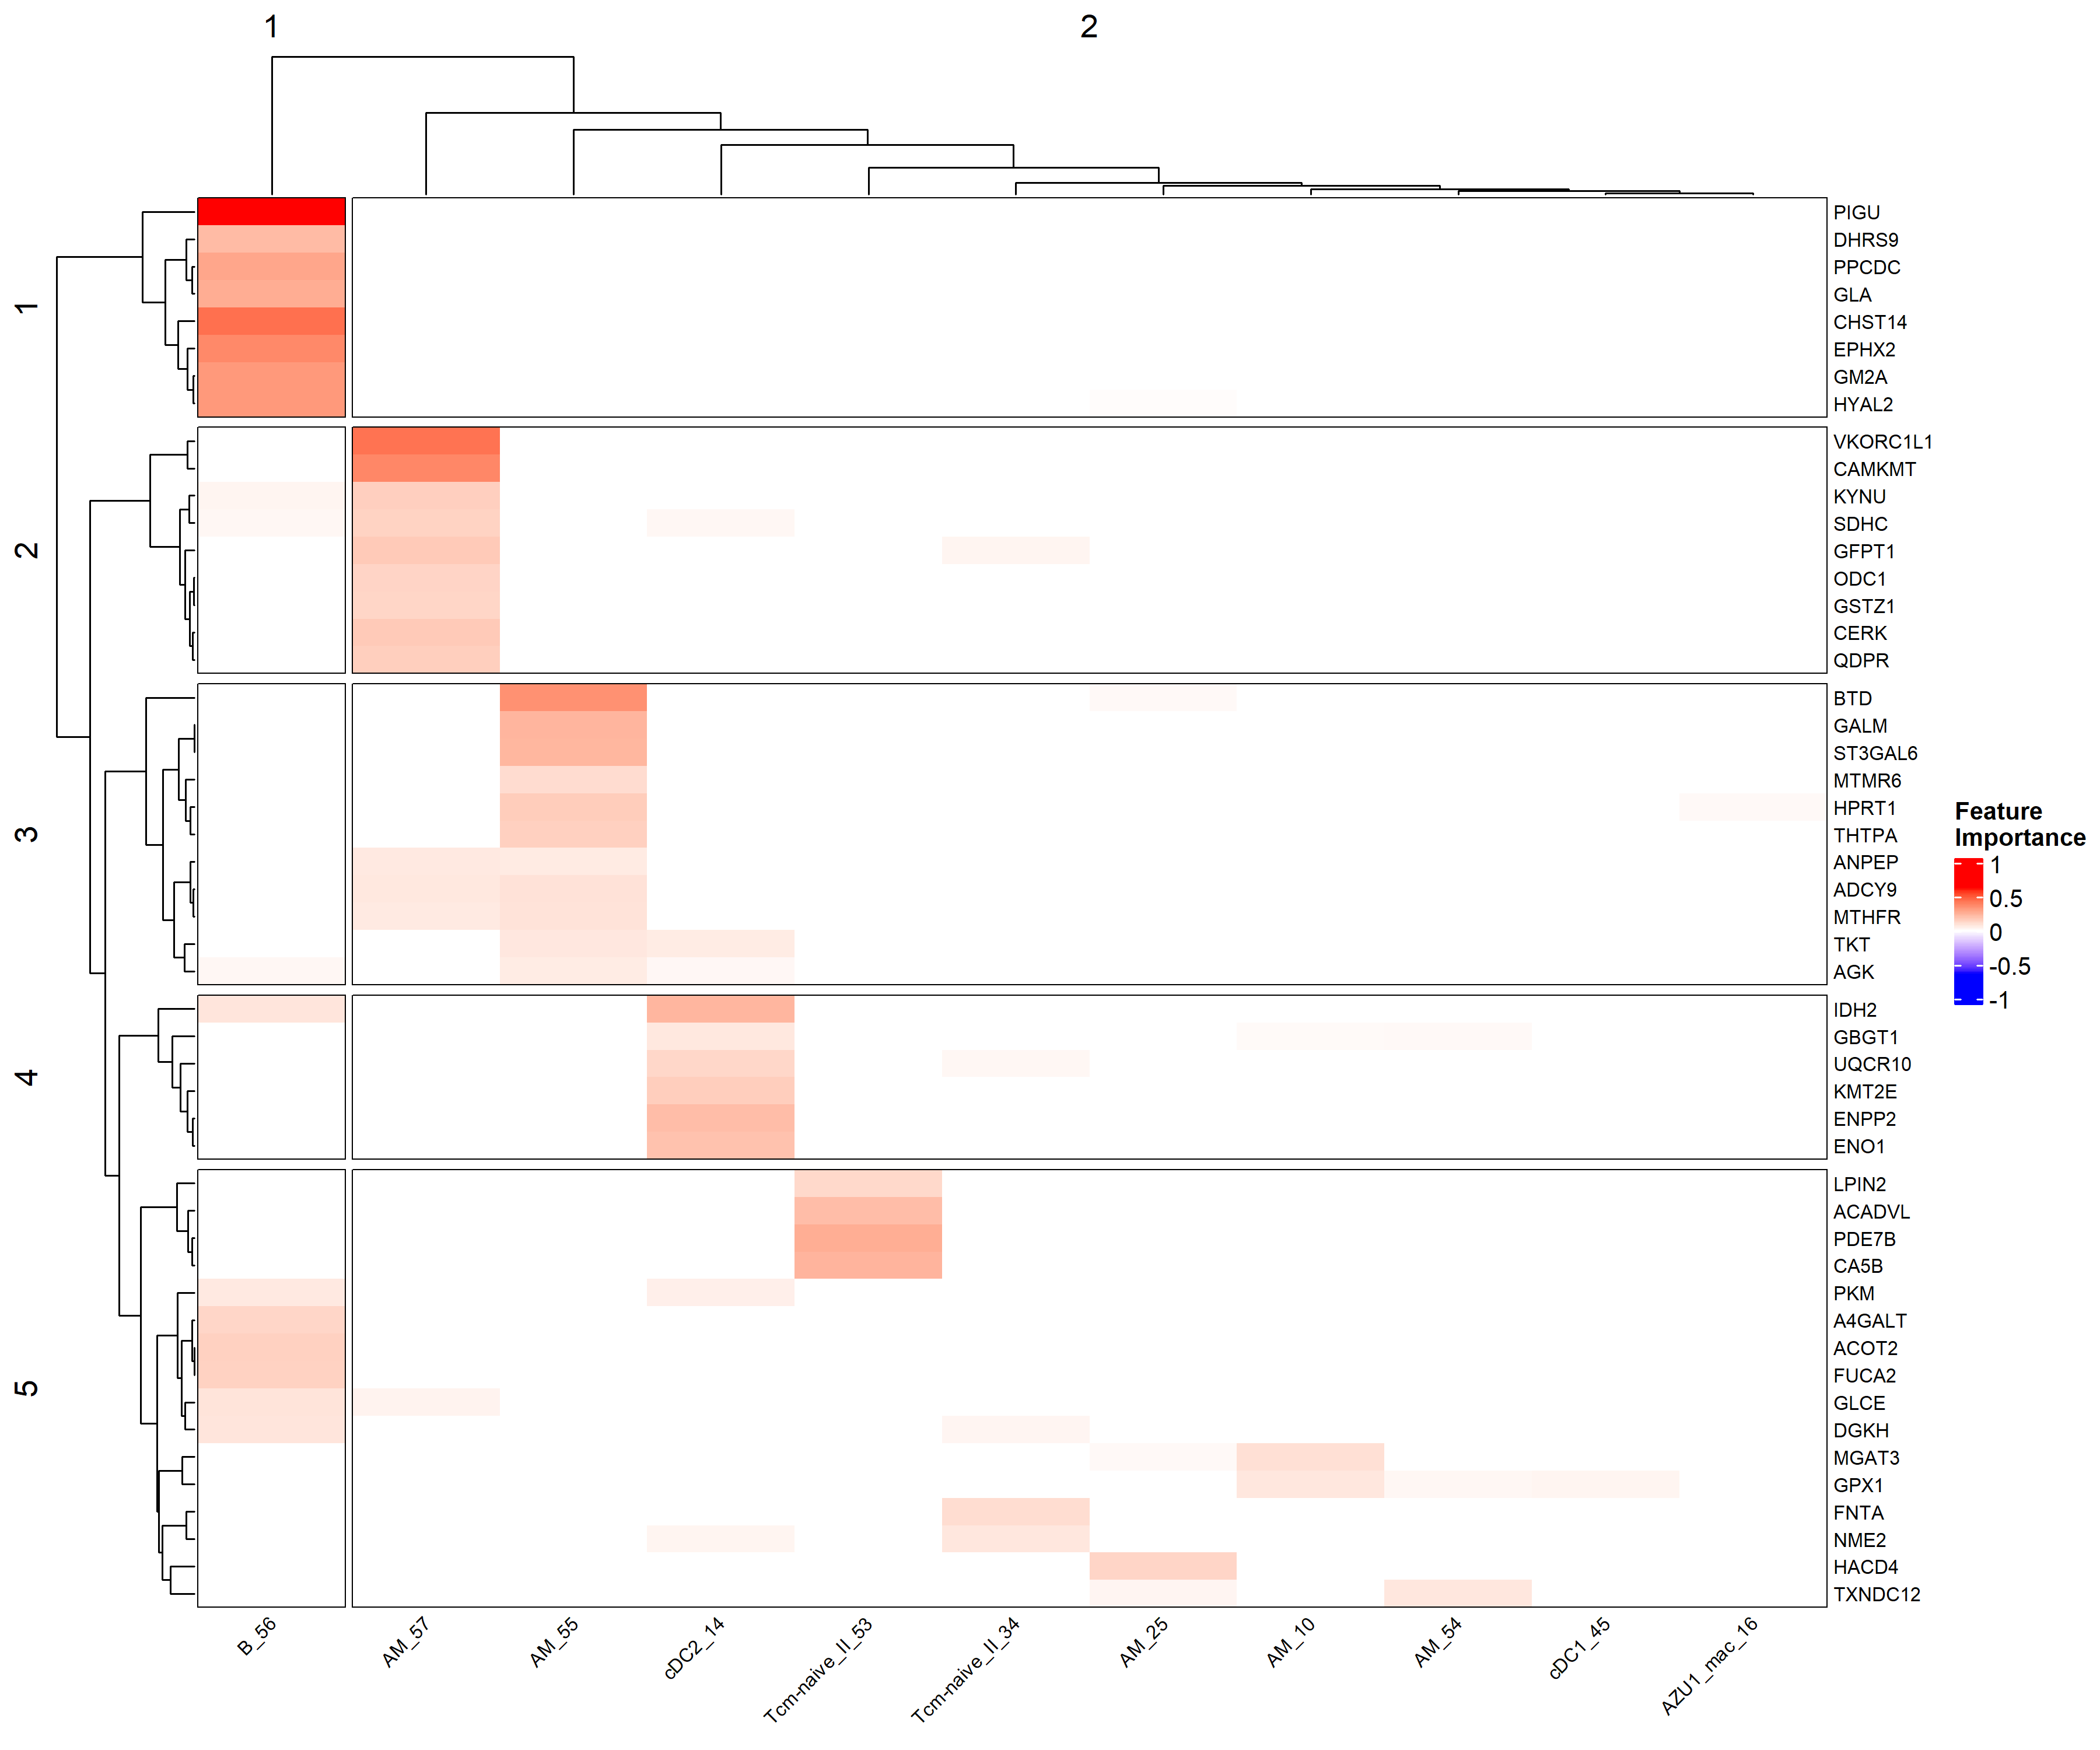 1
2
1
2
3
4
5
PIGU
DHRS9
PPCDC
GLA
CHST14
EPHX2
GM2A
HYAL2
VKORC1L1
CAMKMT
KYNU
SDHC
GFPT1
ODC1
GSTZ1
CERK
QDPR
BTD
GALM
ST3GAL6
MTMR6
HPRT1
THTPA
ANPEP
ADCY9
MTHFR
TKT
AGK
IDH2
GBGT1
UQCR10
KMT2E
ENPP2
ENO1
LPIN2
ACADVL
PDE7B
CA5B
PKM
A4GALT
ACOT2
FUCA2
GLCE
DGKH
MGAT3
GPX1
FNTA
NME2
HACD4
TXNDC12
B_56
AM_57
AM_55
cDC2_14
Tcm-naive_II_53
Tcm-naive_II_34
AM_25
AM_10
AM_54
cDC1_45
AZU1_mac_16
Feature
Importance
1
0.5
0
-0.5
-1